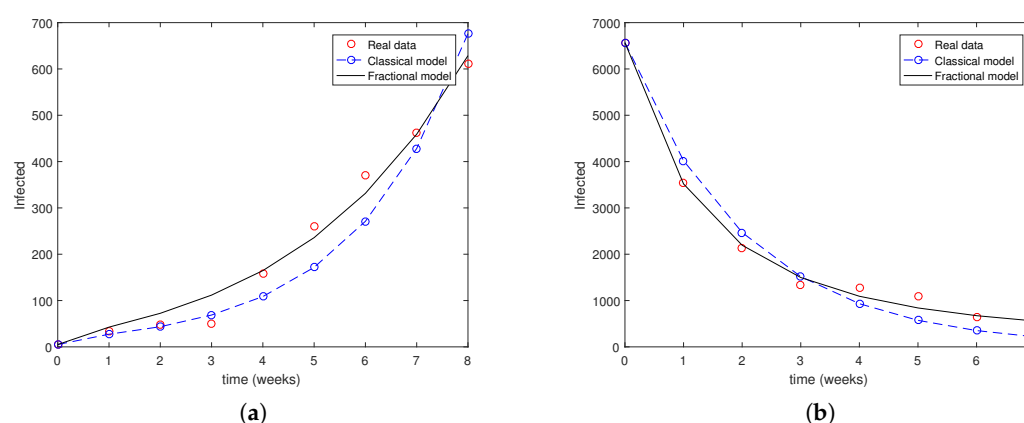 700
600
500
400
300
200
100
0
0 1 2 3 4 5 6 7 8
Infected
time (weeks)
Real data
Classical model
Fractional model
(a)
7000
6000
5000
4000
3000
2000
1000
0
0 1 2 3 4 5 6
Infected
time (weeks)
Real data
Classical model
Fractional model
(b)